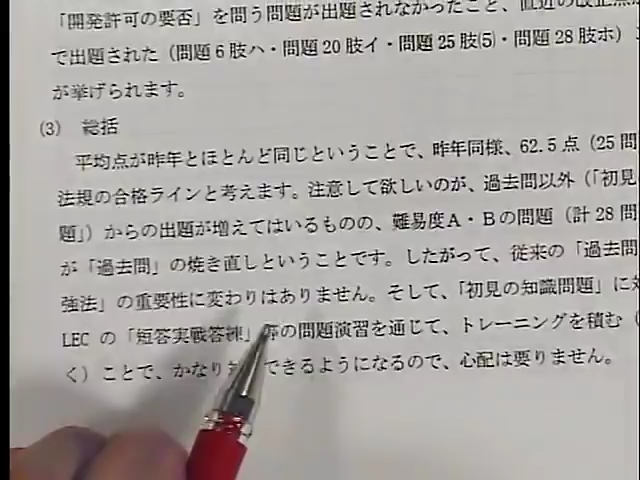 「開発許可の要否」を問う問題が出題されなかったこと、直近の改正点
で出題された（問題6肢ハ・問題20肢イ・問題25肢(5)・問題28肢ホ）
が挙げられます。
(3) 総括
平均点が昨年とほとんど同じということで、昨年同様、62.5点（25問
法規の合格ラインと考えます。注意して欲しいのが、過去問以外（「初見
題」）からの出題が増えてはいるものの、難易度A・Bの問題（計28問
が「過去問」の焼き直しということです。したがって、従来の「過去問
強法」の重要性に変わりはありません。そして、「初見の知識問題」に対
LECの「短答実戦答練」等の問題演習を通じて、トレーニングを積む（
く）ことで、かなり できるようになるので、心配は要りません。